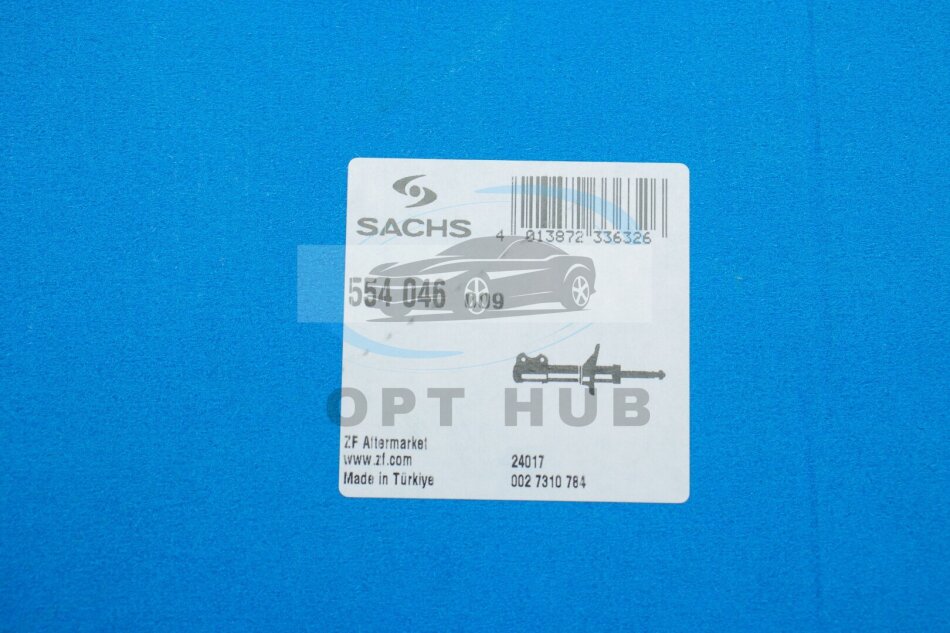 SACHS
4 013872 336326
554 046 009
OPT HUB
ZF Aftermarket
www.zf.com
Made in Türkiye
24017
002 7310 784